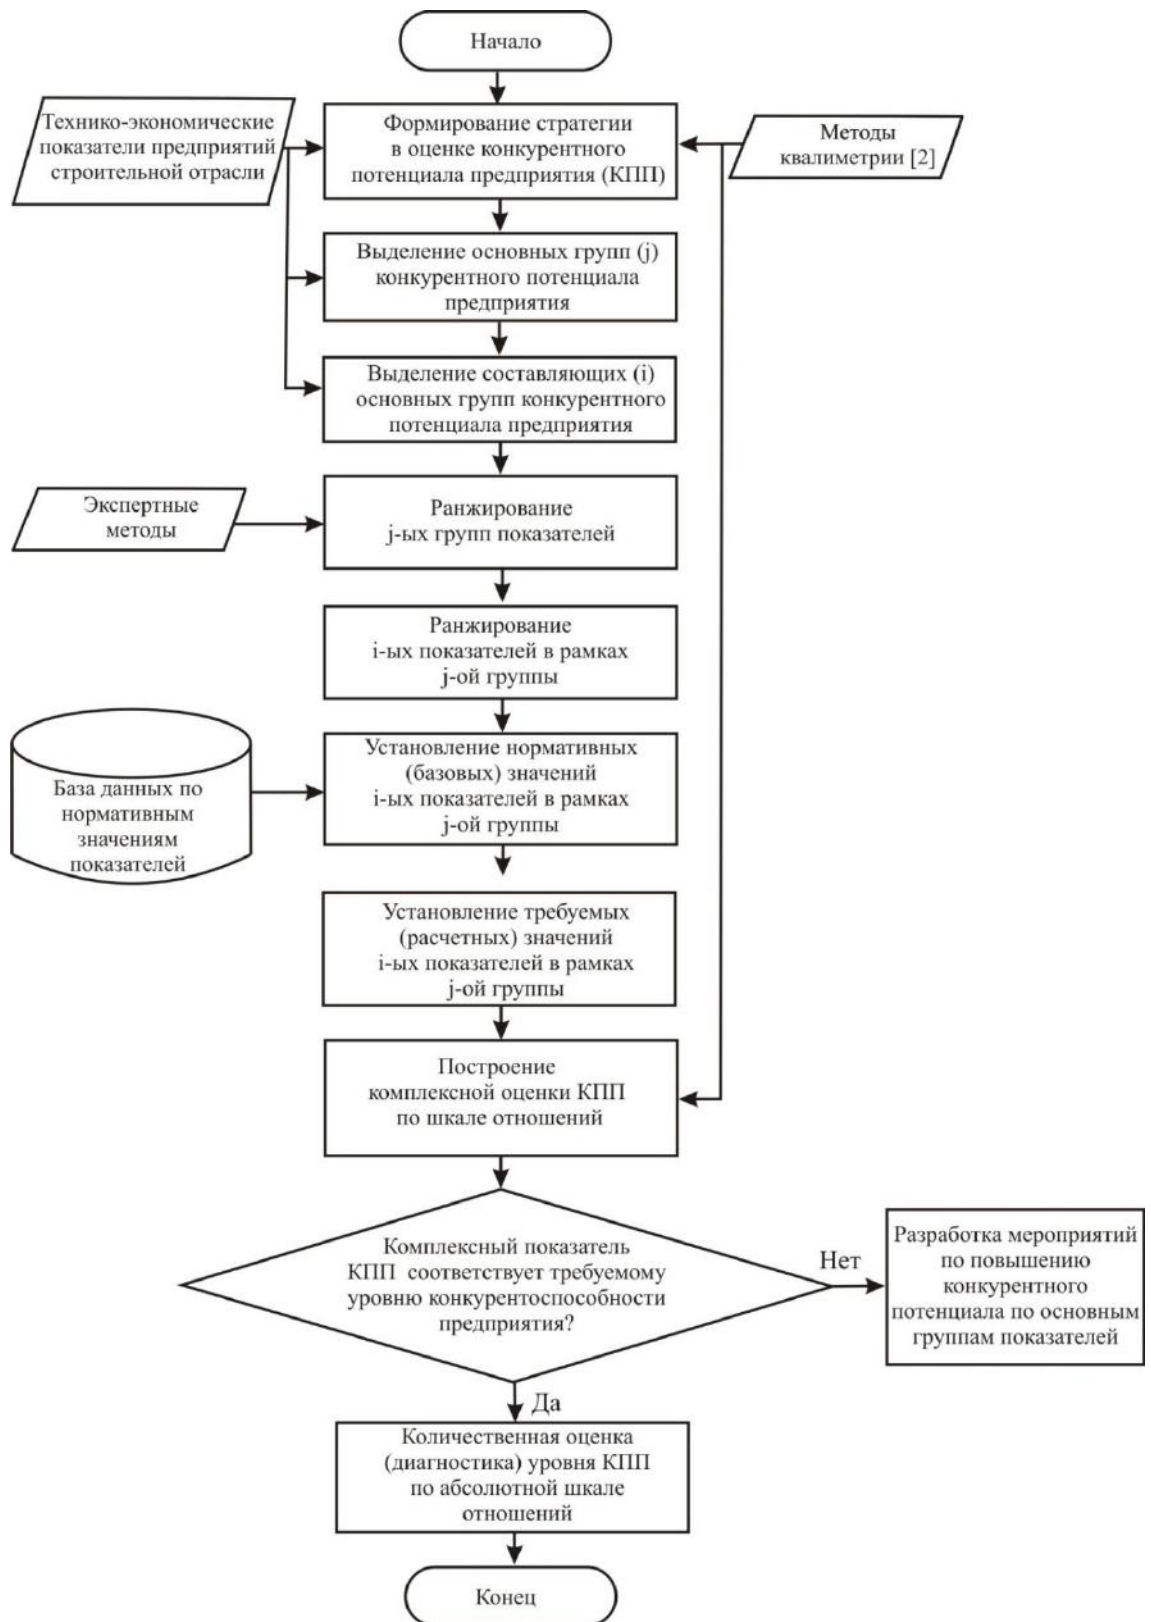 Начало
Технико-экономические
показатели предприятий
строительной отрасли
Формирование стратегии
в оценке конкурентного
потенциала предприятия (КПП)
Методы
квалиметрии [2]
Выделение основных групп (j)
конкурентного потенциала
предприятия
Выделение составляющих (i)
основных групп конкурентного
потенциала предприятия
Экспертные
методы
Ранжирование
j-ых групп показателей
Ранжирование
i-ых показателей в рамках
j-ой группы
База данных по
нормативным
значениям
показателей
Установление нормативных
(базовых) значений
i-ых показателей в рамках
j-ой группы
Установление требуемых
(расчетных) значений
i-ых показателей в рамках
j-ой группы
Построение
комплексной оценки КПП
по шкале отношений
Комплексный показатель
КПП соответствует требуемому
уровню конкурентоспособности
предприятия?
Нет
Разработка мероприятий
по повышению
конкурентного
потенциала по основным
группам показателей
Да
Количественная оценка
(диагностика) уровня КПП
по абсолютной шкале
отношений
Конец